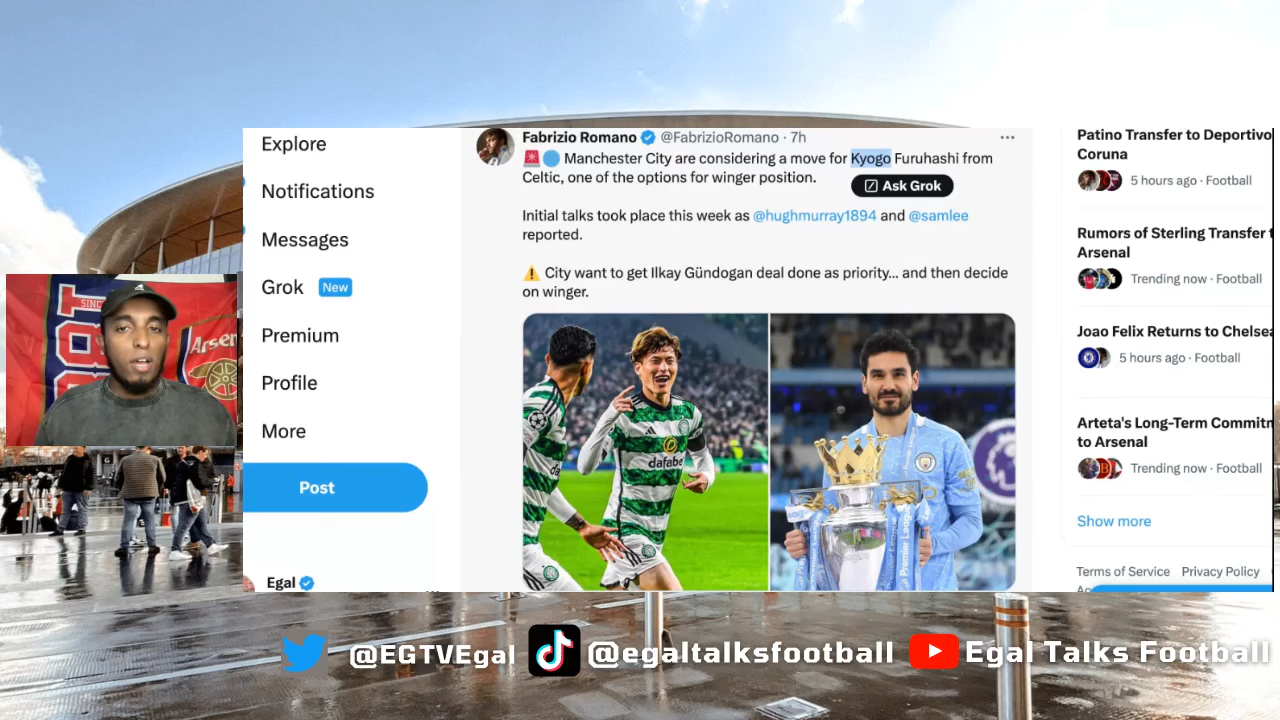 Explore
Notifications
Messages
Grok New
Premium
Profile
More
Post
Egal
Fabrizio Romano @FabrizioRomano · 7h
🚨🔵 Manchester City are considering a move for Kyogo Furuhashi from
Celtic, one of the options for winger position.
Ask Grok
Initial talks took place this week as @hughmurray1894 and @samlee
reported.
⚠️ City want to get Ilkay Gündogan deal done as priority... and then decide
on winger.
dafabet
Premier League
Patino Transfer to Deportivo
Coruna
5 hours ago · Football
Rumors of Sterling Transfer
Arsenal
Trending now · Football
Joao Felix Returns to Chelsea
5 hours ago · Football
Arteta's Long-Term
to Arsenal
Trending now · Football
Show more
Terms of Service Privacy Policy
SINC
Arsen
@EGTVEgal @egaltalksfootball Egal Talks Football